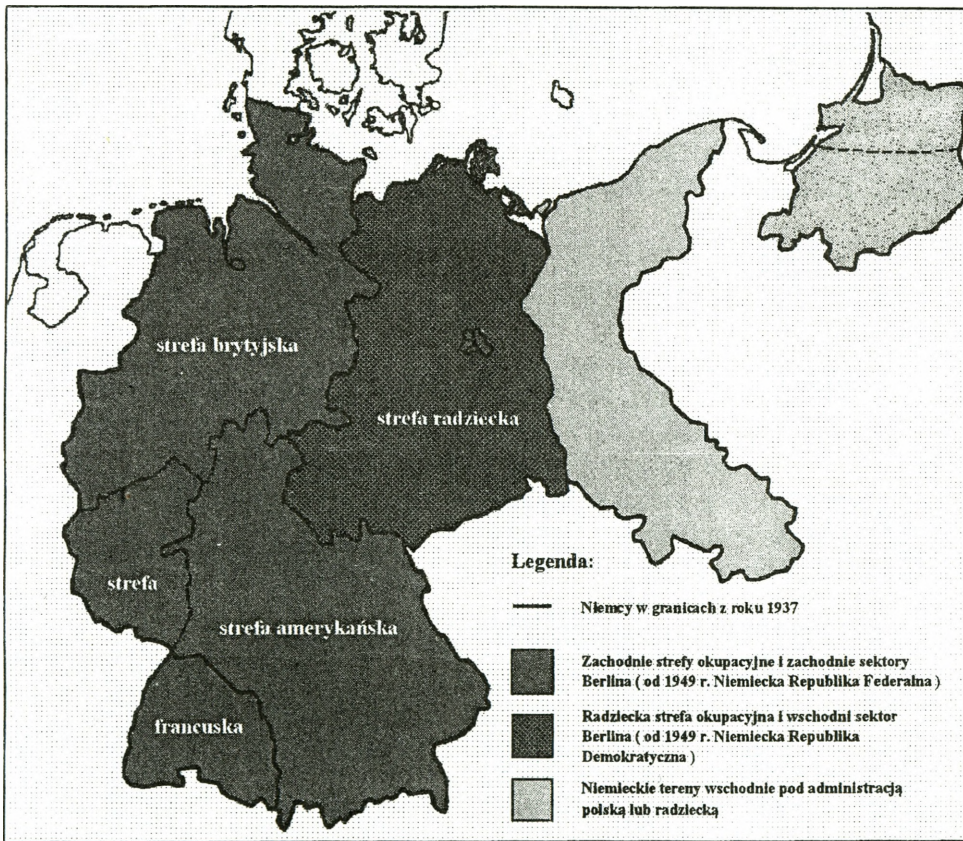 strefa brytyjska
strefa radziecka
strefa
strefa amerykańska
francuska
Legenda:
Niemcy w granicach z roku 1937
Zachodnie strefy okupacyjne i zachodnie sektory
Berlina ( od 1949 r. Niemiecka Republika Federalna )
Radziecka strefa okupacyjna i wschodni sektor
Berlina ( od 1949 r. Niemiecka Republika
Demokratyczna )
Niemieckie tereny wschodnie pod administracją
polską lub radziecką